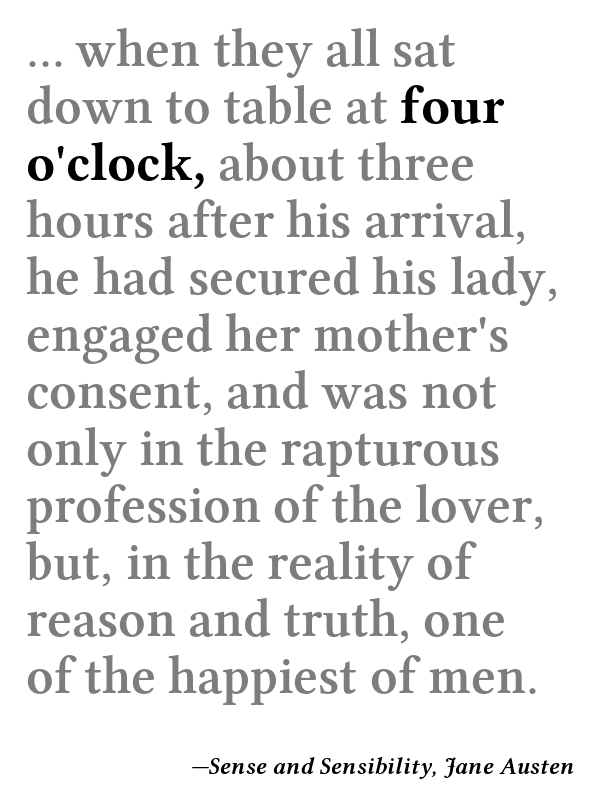 ... when they all sat
down to table at four
o'clock, about three
hours after his arrival,
he had secured his lady,
engaged her mother's
consent, and was not
only in the rapturous
profession of the lover,
but, in the reality of
reason and truth, one
of the happiest of men.
—Sense and Sensibility, Jane Austen